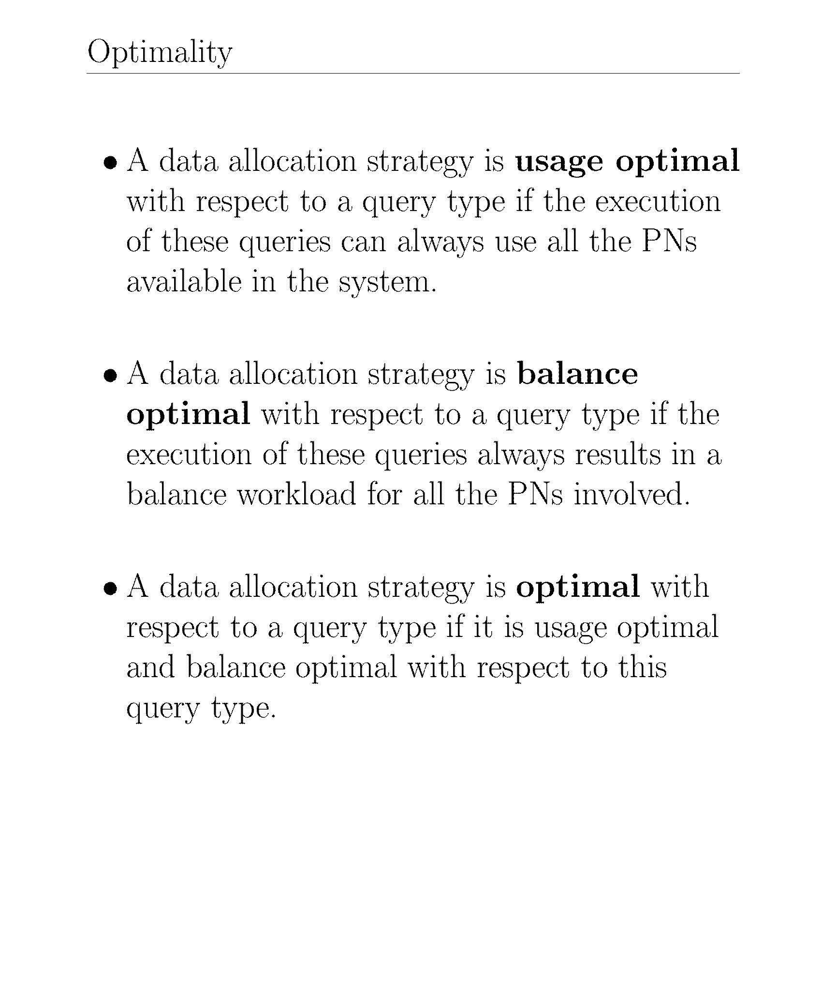 Optimality
• A data allocation strategy is usage optimal
with respect to a query type if the execution
of these queries can always use all the PNs
available in the system.
• A data allocation strategy is balance
optimal with respect to a query type if the
execution of these queries always results in a
balance workload for all the PNs involved.
• A data allocation strategy is optimal with
respect to a query type if it is usage optimal
and balance optimal with respect to this
query type.